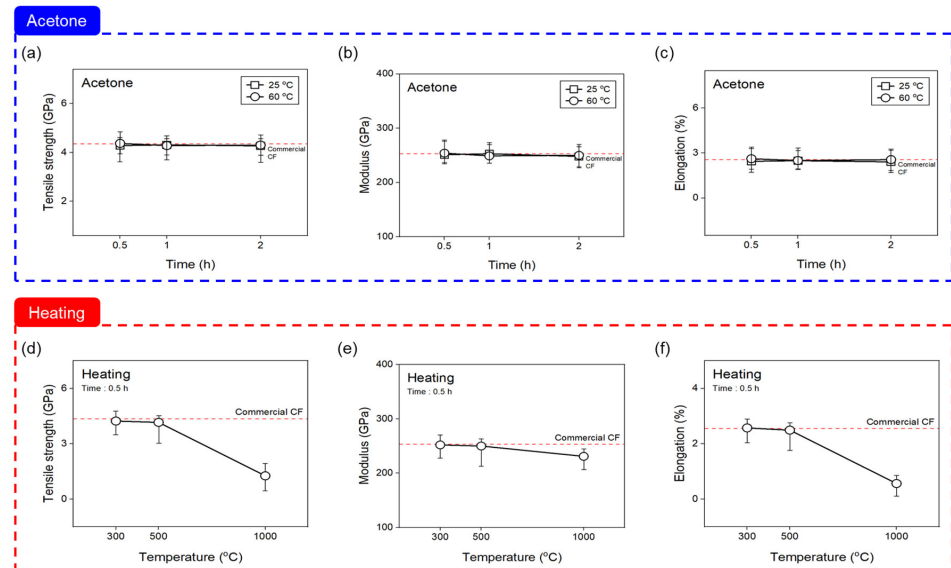 Acetone
(a)
Acetone
25 °C
60 °C
Commercial
CF
Tensile strength (GPa)
6
4
2
0.5
1
2
Time (h)
(b)
Acetone
25 °C
60 °C
Commercial
CF
Modulus (GPa)
400
300
200
100
0.5
1
2
Time (h)
(c)
Acetone
25 °C
60 °C
Commercial
CF
Elongation (%)
6
3
0
0.5
1
2
Time (h)
Heating
(d)
Heating
Time : 0.5 h
Commercial CF
Tensile strength (GPa)
6
3
0
300
500
1000
Temperature (°C)
(e)
Heating
Time : 0.5 h
Commercial CF
Modulus (GPa)
400
300
200
100
300
500
1000
Temperature (°C)
(f)
Heating
Time : 0.5 h
Commercial CF
Elongation (%)
4
2
0
300
500
1000
Temperature (°C)